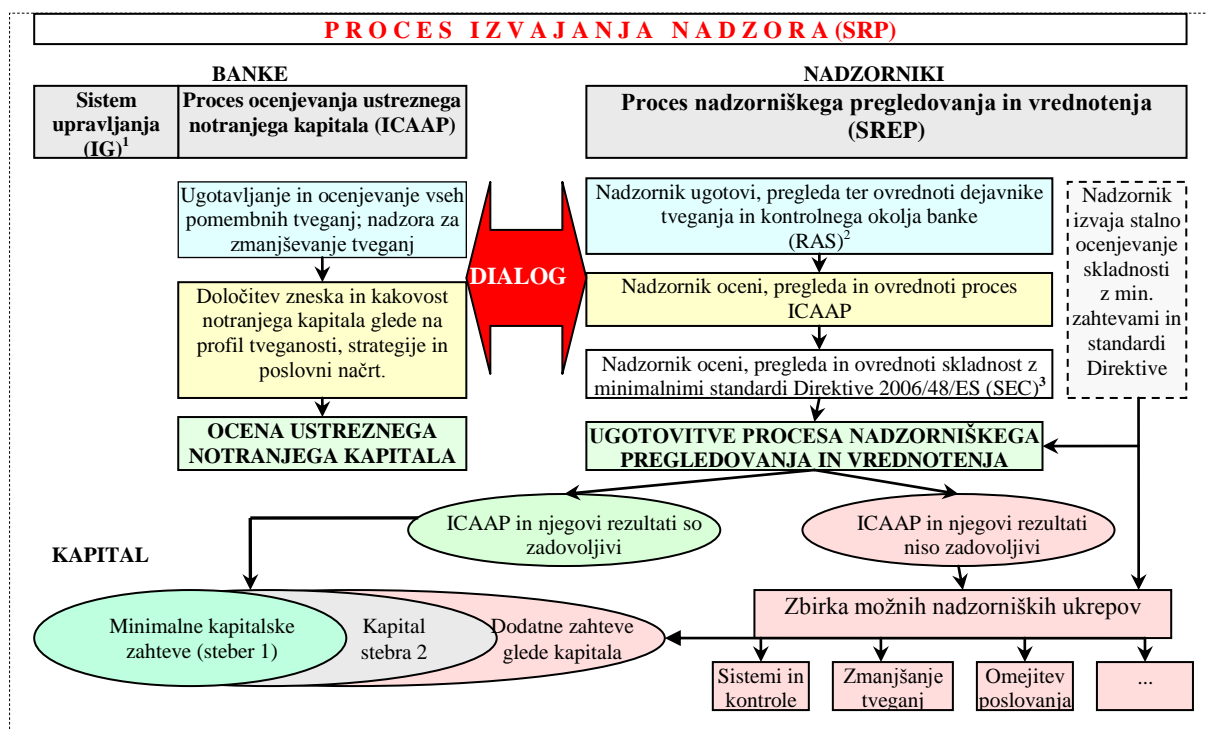 P R O C E S I Z V A J A N J A N A D Z O R A (SRP)
BANKE
NADZORNIKI
Sistem
upravljanja
(IG)1
Proces ocenjevanja ustreznega
notranjega kapitala (ICAAP)
Proces nadzorniškega pregledovanja in vrednotenja
(SREP)
Ugotavljanje in ocenjevanje vseh
pomembnih tveganj; nadzora za
zmanjševanje tveganj
Določitev zneska in kakovost
notranjega kapitala glede na
profil tveganosti, strategije in
poslovni načrt.
OCENA USTREZNEGA
NOTRANJEGA KAPITALA
DIALOG
Nadzornik ugotovi, pregleda ter ovrednoti dejavnike
tveganja in kontrolnega okolja banke
(RAS)2
Nadzornik oceni, pregleda in ovrednoti proces
ICAAP
Nadzornik oceni, pregleda in ovrednoti skladnost z
minimalnimi standardi Direktive 2006/48/ES (SEC)3
UGOTOVITVE PROCESA NADZORNIŠKEGA
PREGLEDOVANJA IN VREDNOTENJA
Nadzornik
izvaja stalno
ocenjevanje
skladnosti
z min.
zahtevami in
standardi
Direktive
ICAAP in njegovi rezultati so
zadovoljivi
ICAAP in njegovi rezultati
niso zadovoljivi
KAPITAL
Minimalne kapitalske
zahteve (steber 1)
Kapital
stebra 2
Dodatne zahteve
glede kapitala
Zbirka možnih nadzorniških ukrepov
Sistemi in
kontrole
Zmanjšanje
tveganj
Omejitev
poslovanja
...